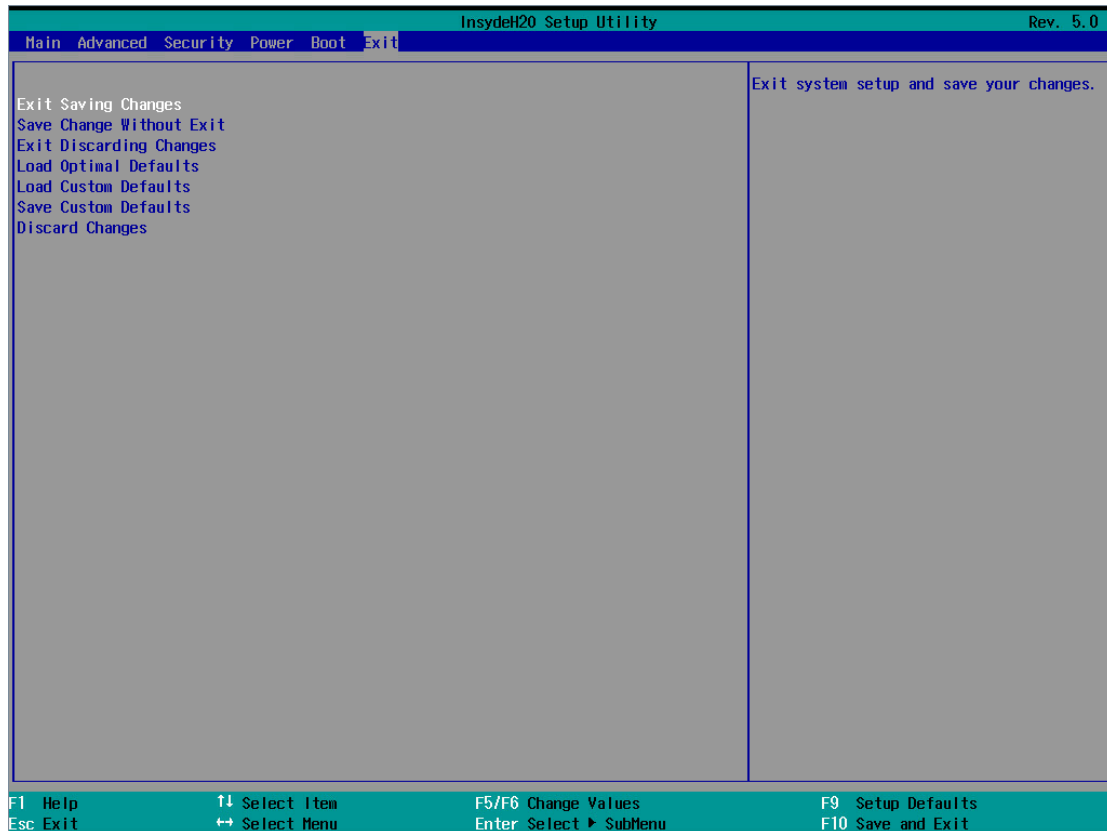 InsydeH20 Setup Utility Rev. 5.0
Main Advanced Security Power Boot Exit
Exit Saving Changes
Save Change Without Exit
Exit Discarding Changes
Load Optimal Defaults
Load Custom Defaults
Save Custom Defaults
Discard Changes
Exit system setup and save your changes.
F1 Help ↑↓ Select Item F5/F6 Change Values F9 Setup Defaults
Esc Exit ↔ Select Menu Enter Select ▶ SubMenu F10 Save and Exit